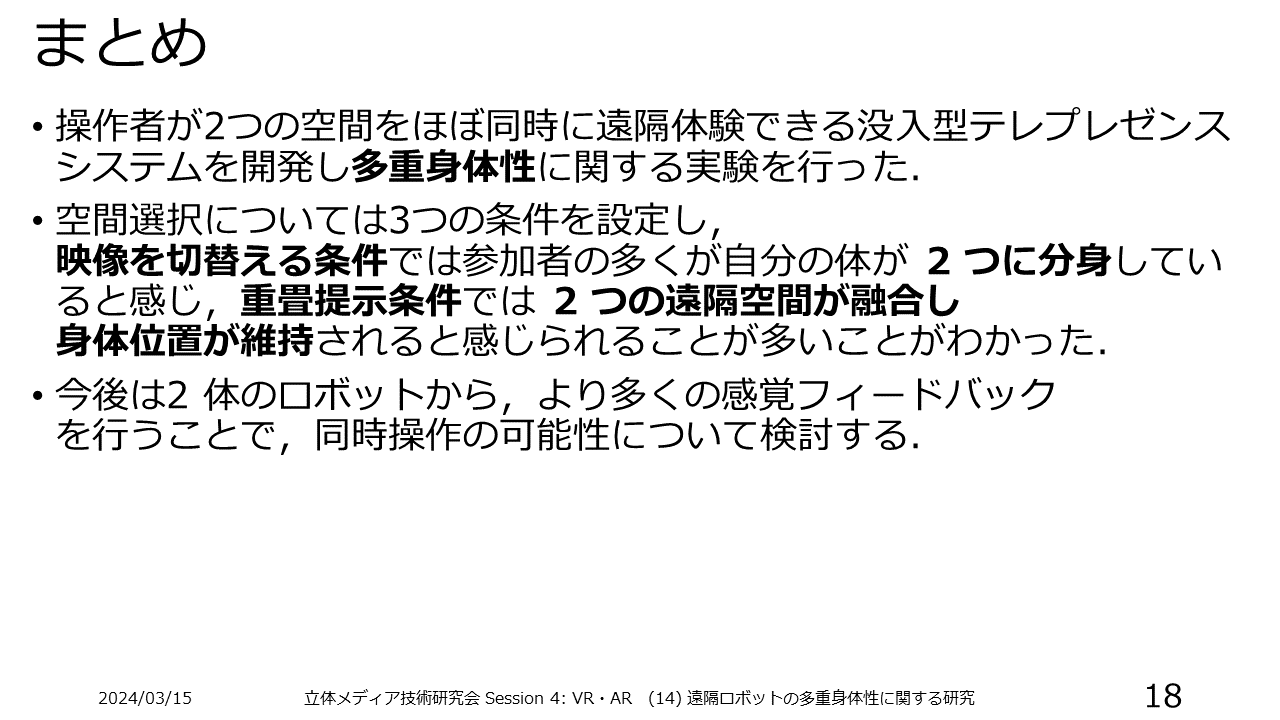 まとめ
• 操作者が2つの空間をほぼ同時に遠隔体験できる没入型テレプレゼンス
システムを開発し多重身体性に関する実験を行った．
• 空間選択については3つの条件を設定し，
映像を切替える条件では参加者の多くが自分の体が 2 つに分身してい
ると感じ，重畳提示条件では 2 つの遠隔空間が融合し
身体位置が維持されると感じられることが多いことがわかった．
• 今後は2 体のロボットから，より多くの感覚フィードバック
を行うことで，同時操作の可能性について検討する．
2024/03/15
立体メディア技術研究会 Session 4: VR・AR (14) 遠隔ロボットの多重身体性に関する研究
18